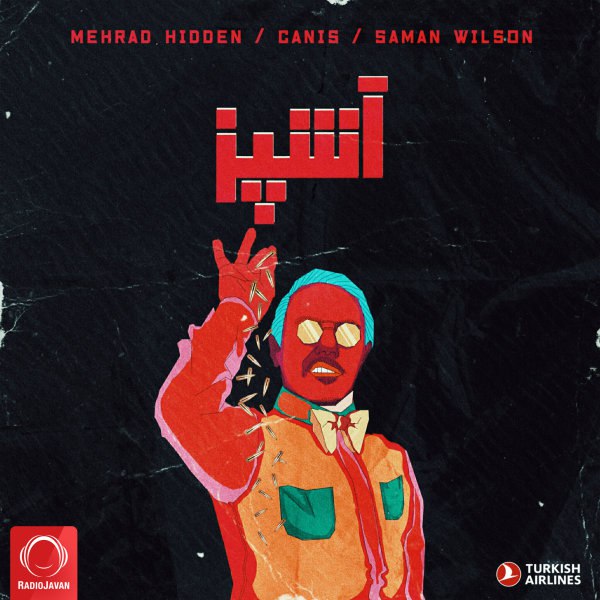 MEHRAD HIDDEN / CANIS / SAMAN WILSON
آشپز
RADIOJAVAN
TURKISH
AIRLINES